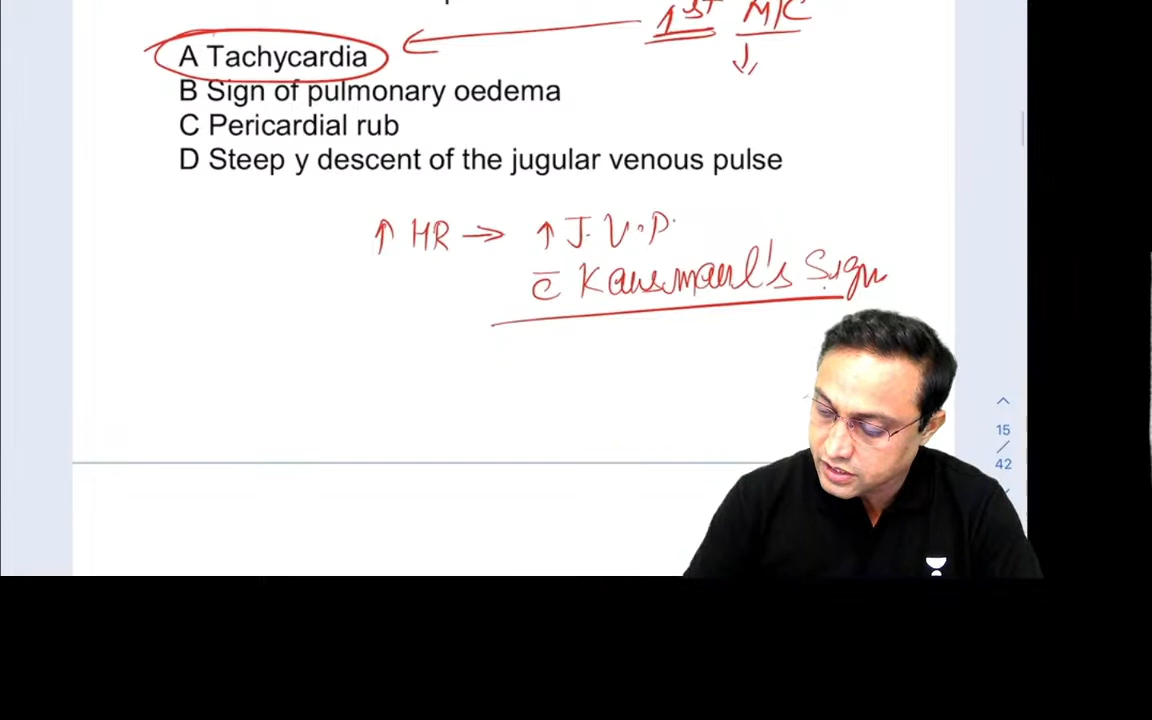 1st M/C
A Tachycardia
B Sign of pulmonary oedema
C Pericardial rub
D Steep y descent of the jugular venous pulse
↑ HR → ↑ J.V.P.
c̄ Kausmaul's Sign
15
/
42